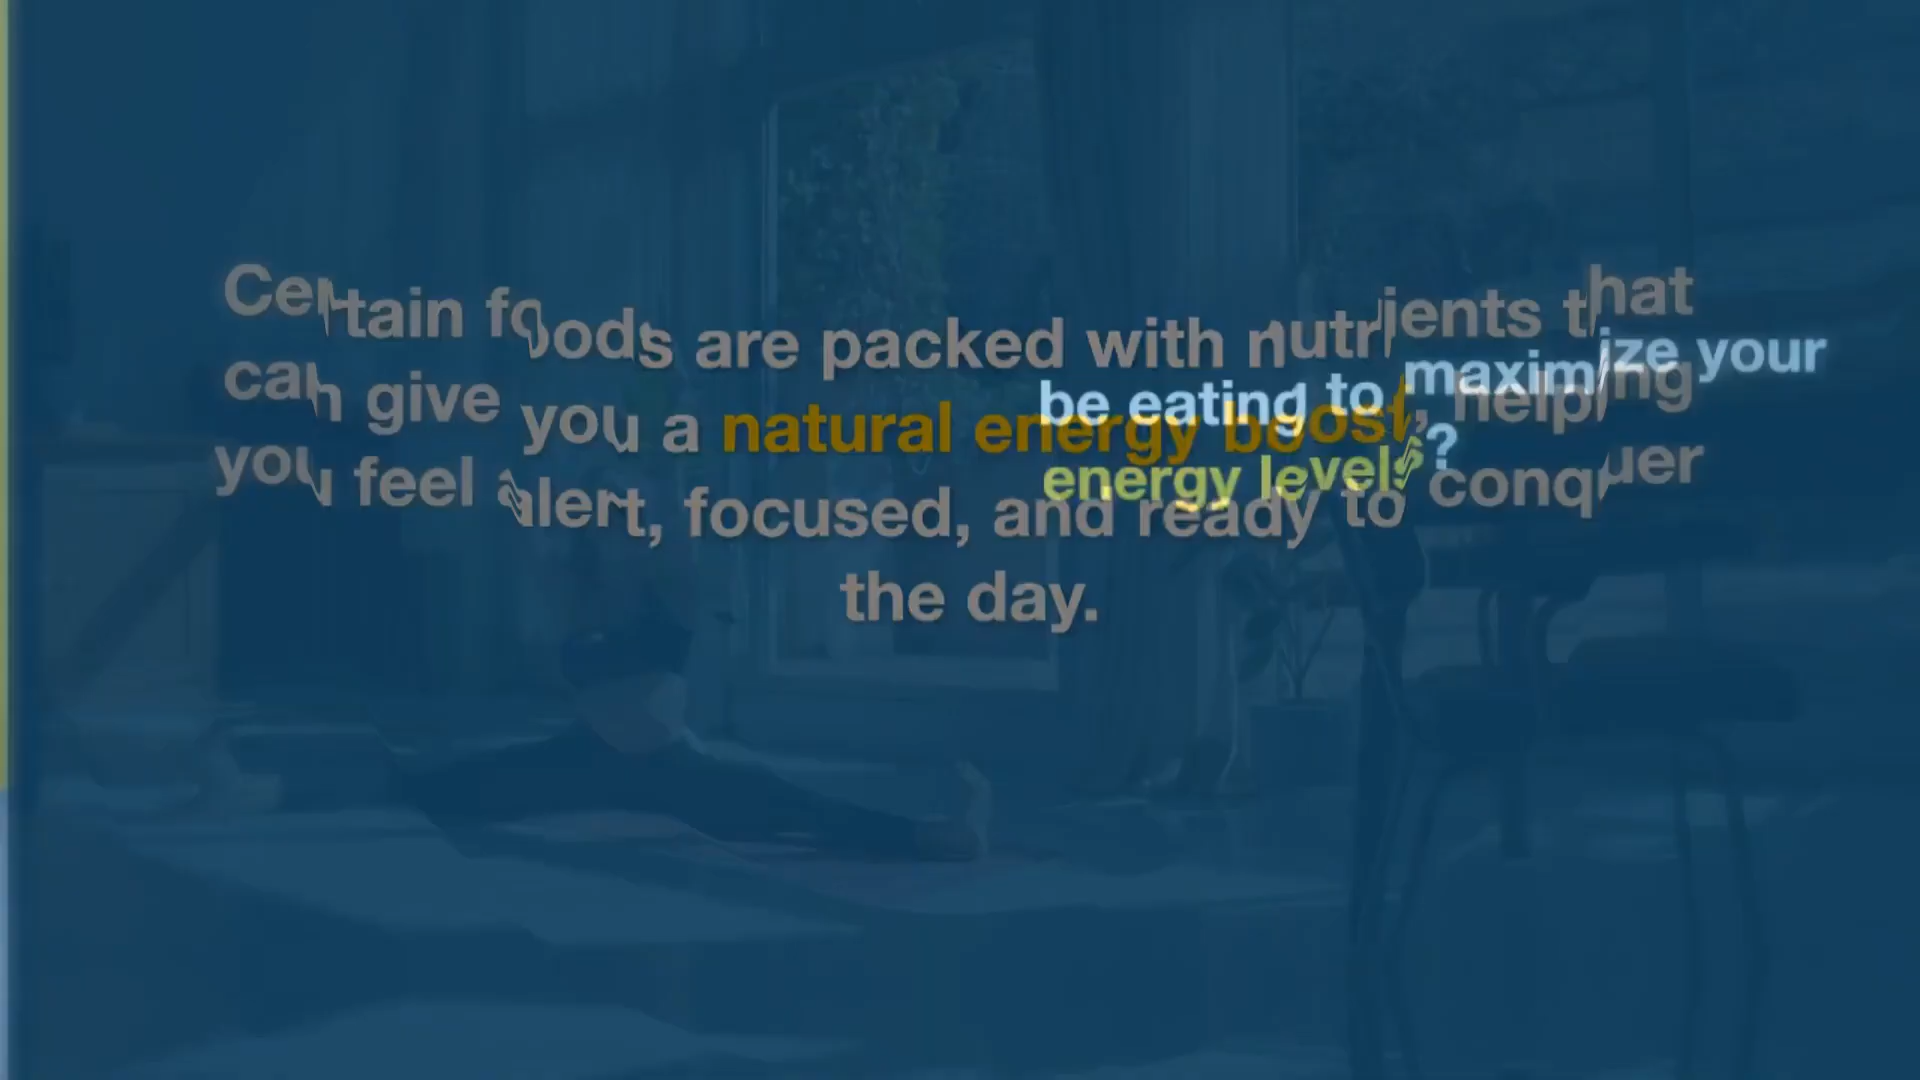 Certain foods are packed with nutrients that
can give you a natural energy boost, helping
you feel alert, focused, and ready to conquer
the day.
be eating to maximize your
energy levels?